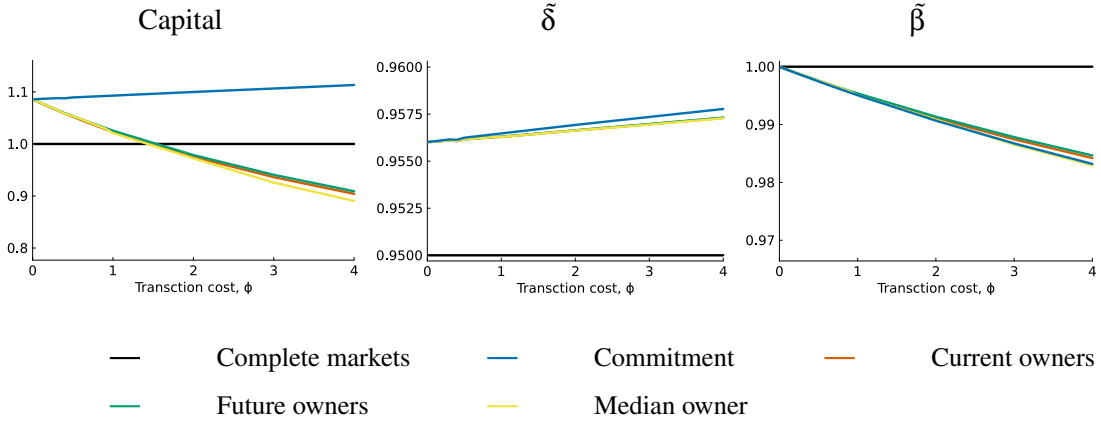 Capital
δ̃
β̃
1.1
1.0
0.9
0.8
0 1 2 3 4
Transction cost, ϕ
0.9600
0.9575
0.9550
0.9525
0.9500
0 1 2 3 4
Transction cost, ϕ
1.00
0.99
0.98
0.97
0 1 2 3 4
Transction cost, ϕ
Complete markets Commitment Current owners
Future owners Median owner